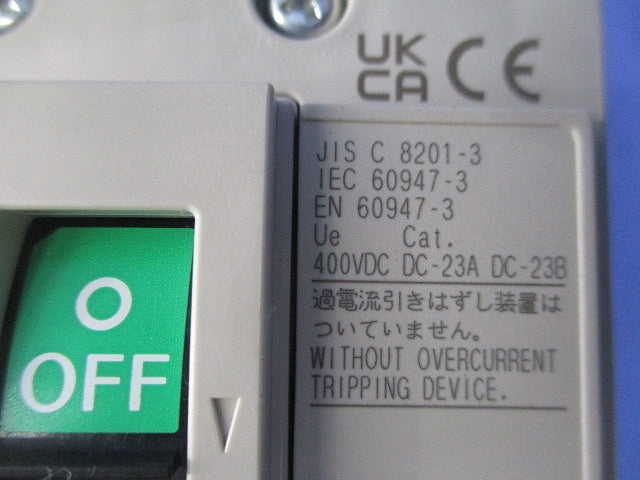 UK
CA CE
JIS C 8201-3
IEC 60947-3
EN 60947-3
Ue Cat.
400VDC DC-23A DC-23B
過電流引きはずし装置は
ついていません。
WITHOUT OVERCURRENT
TRIPPING DEVICE.
O
OFF